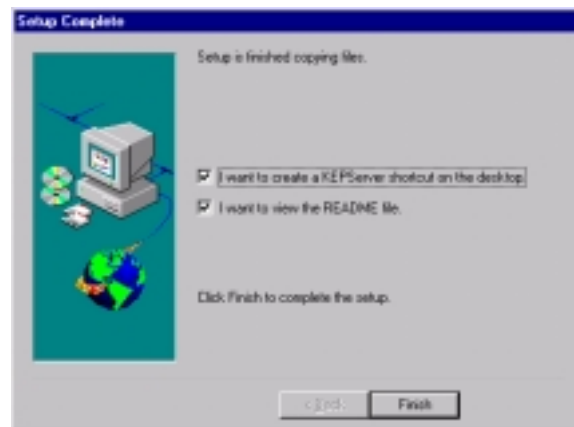 Setup Complete
Setup is finished copying files.
I want to create a KEPServer shortcut on the desktop.
I want to view the README file.
Click Finish to complete the setup.
< Back
Finish